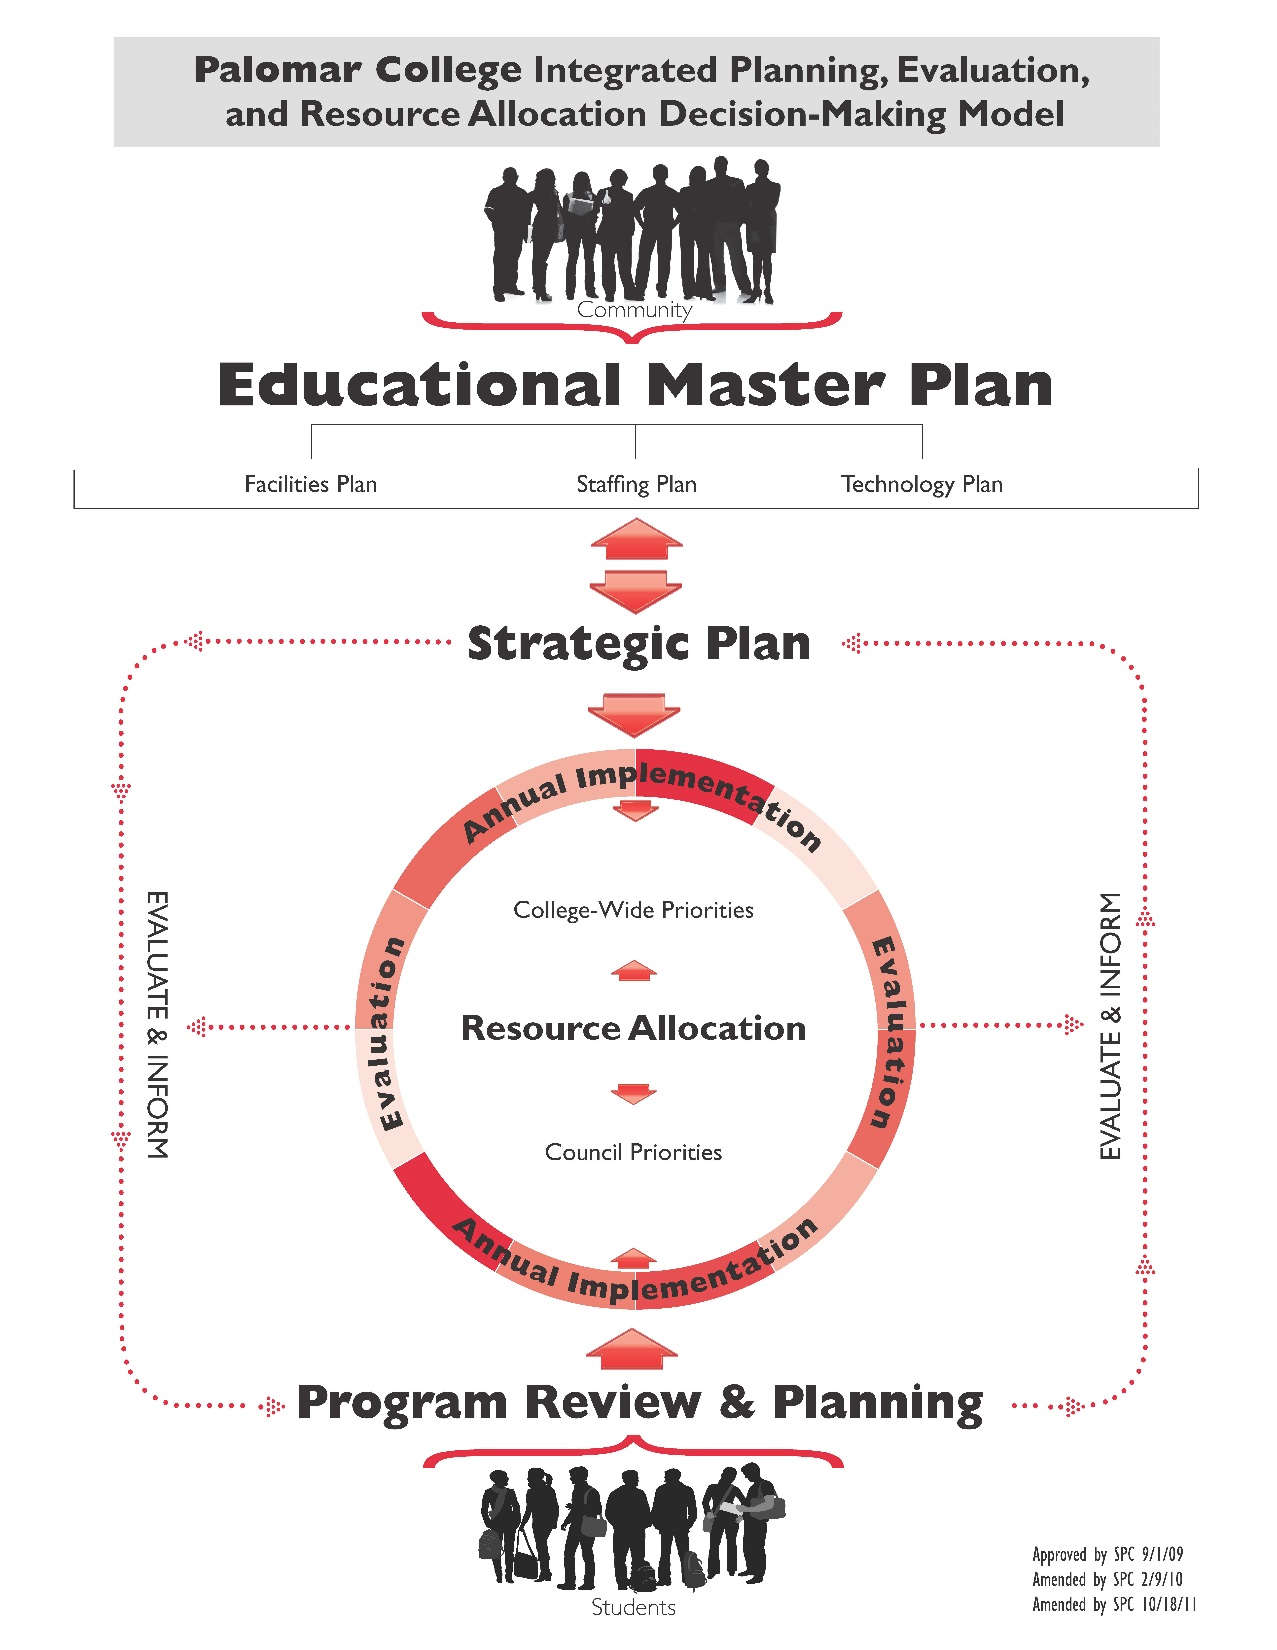 Palomar College Integrated Planning, Evaluation,
and Resource Allocation Decision-Making Model
Community
Educational Master Plan
Facilities Plan
Staffing Plan
Technology Plan
Strategic Plan
Annual Implementation
Evaluation
Evaluation
EVALUATE & INFORM
EVALUATE & INFORM
College-Wide Priorities
Resource Allocation
Council Priorities
Annual Implementation
Program Review & Planning
Students
Approved by SPC 9/1/09
Amended by SPC 2/9/10
Amended by SPC 10/18/11